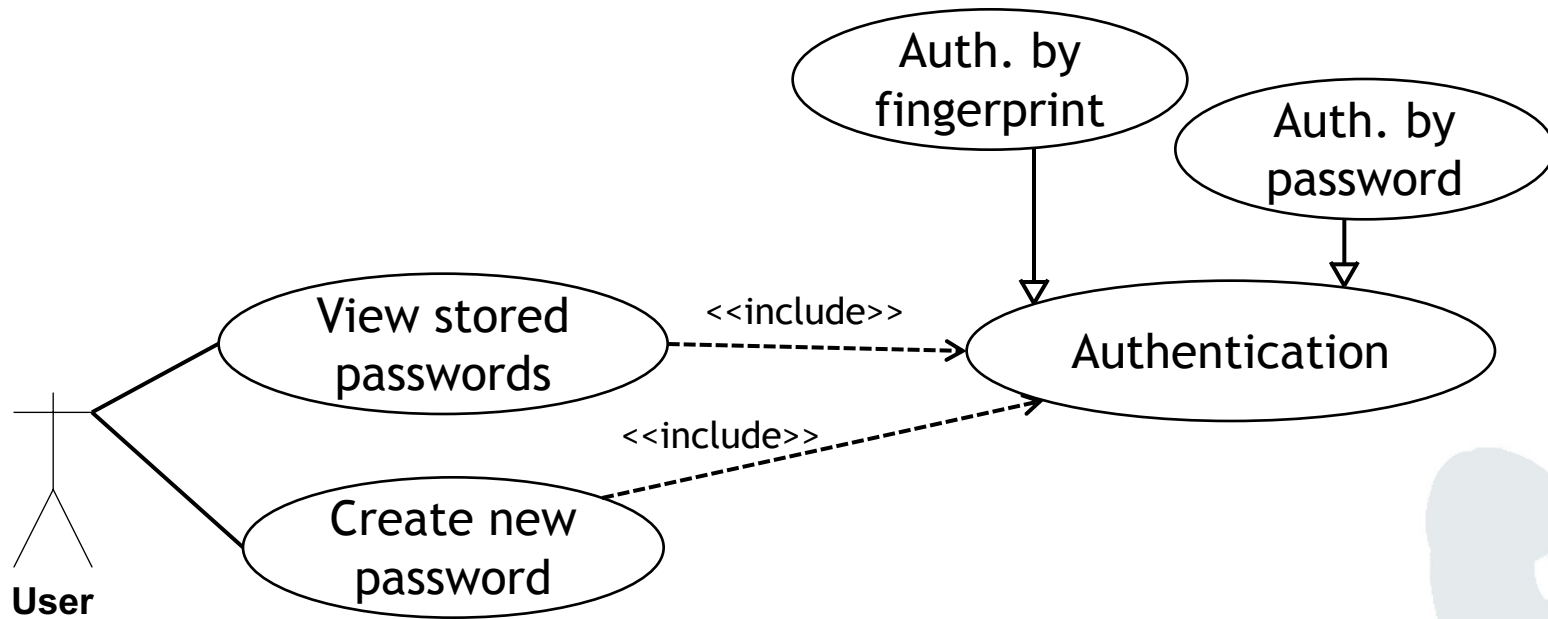 Auth. by
fingerprint
Auth. by
password
View stored
passwords
<<include>>
Authentication
<<include>>
Create new
password
User